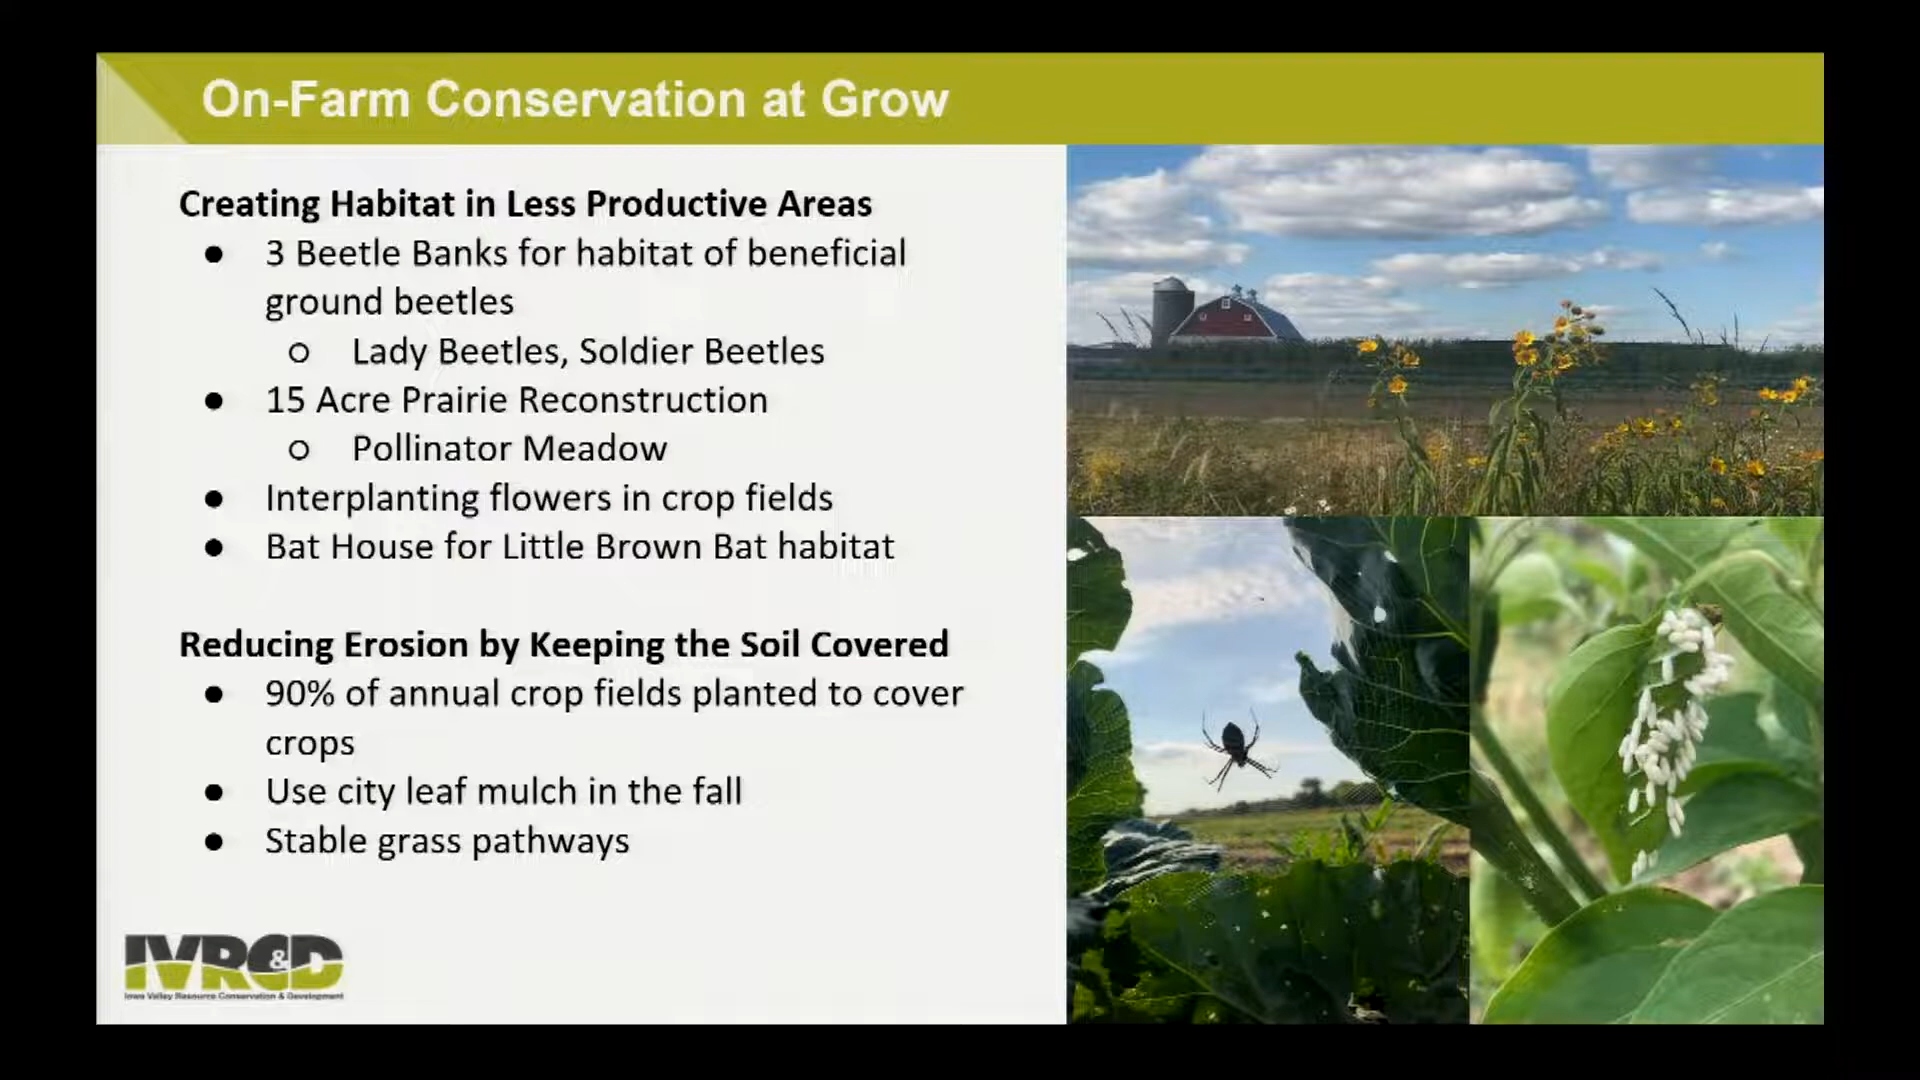 On-Farm Conservation at Grow
Creating Habitat in Less Productive Areas
● 3 Beetle Banks for habitat of beneficial
ground beetles
○ Lady Beetles, Soldier Beetles
● 15 Acre Prairie Reconstruction
○ Pollinator Meadow
● Interplanting flowers in crop fields
● Bat House for Little Brown Bat habitat
Reducing Erosion by Keeping the Soil Covered
● 90% of annual crop fields planted to cover
crops
● Use city leaf mulch in the fall
● Stable grass pathways
IVRC&D
Iowa Valley Resource Conservation & Development